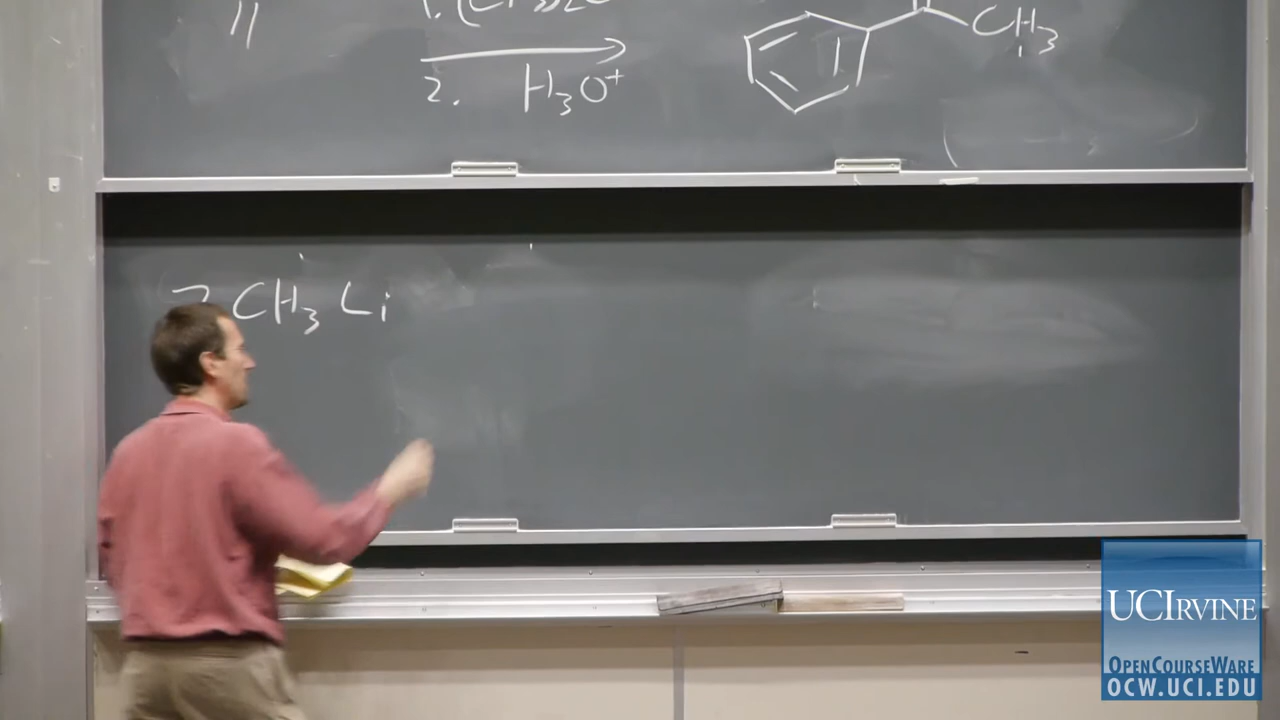 2. H3O+
CH3
2 CH3Li
UCIRVINE
OPENCOURSEWARE
OCW.UCI.EDU